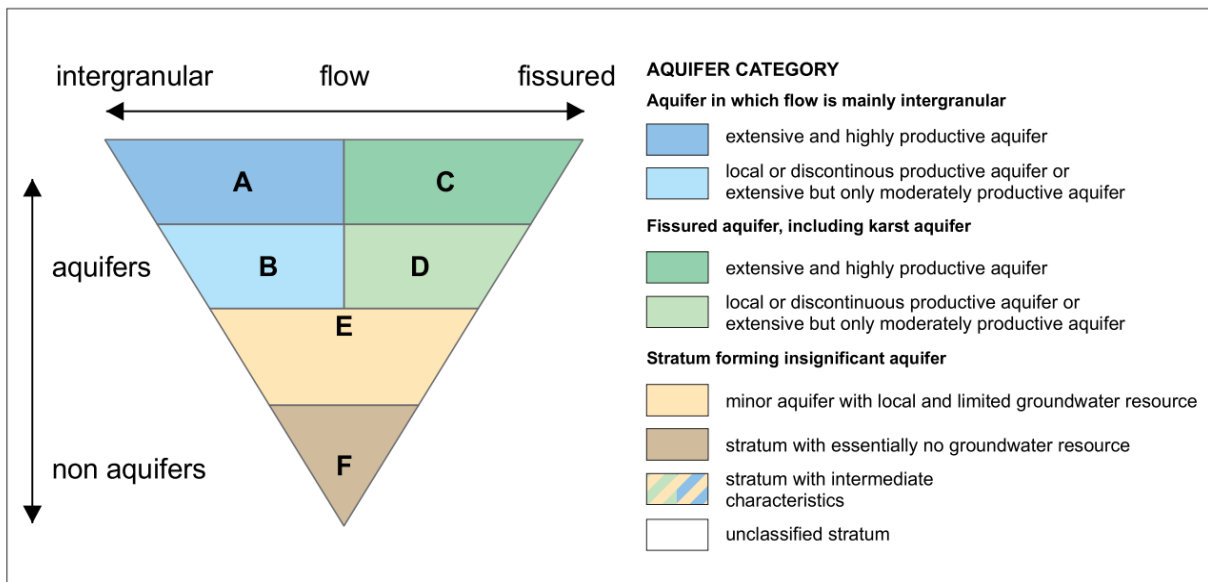 intergranular flow fissured
A
C
aquifers
B
D
E
non aquifers
F
AQUIFER CATEGORY
Aquifer in which flow is mainly intergranular
extensive and highly productive aquifer
local or discontinous productive aquifer or
extensive but only moderately productive aquifer
Fissured aquifer, including karst aquifer
extensive and highly productive aquifer
local or discontinuous productive aquifer or
extensive but only moderately productive aquifer
Stratum forming insignificant aquifer
minor aquifer with local and limited groundwater resource
stratum with essentially no groundwater resource
stratum with intermediate
characteristics
unclassified stratum